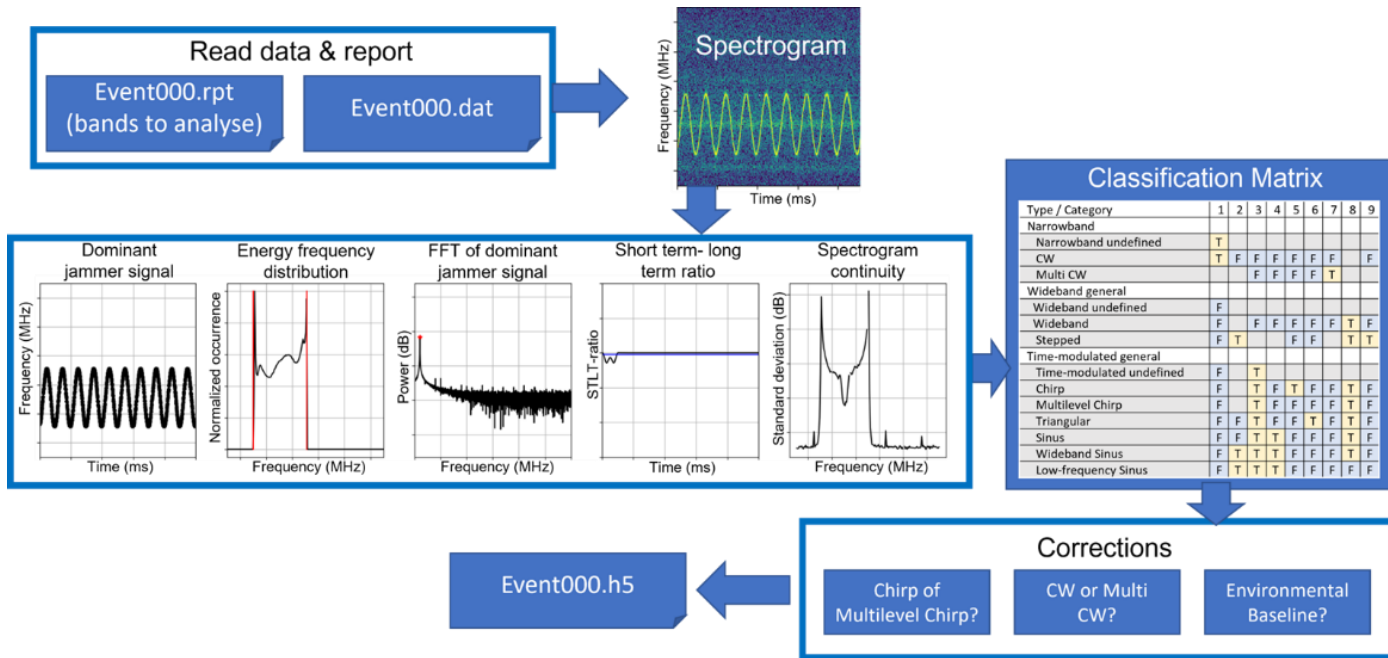 Read data & report
Event000.rpt
(bands to analyse)
Event000.dat
Spectrogram
Frequency (MHz)
Time (ms)
Dominant
jammer signal
Frequency (MHz)
Time (ms)
Energy frequency
distribution
Normalized occurrence
Frequency (MHz)
FFT of dominant
jammer signal
Power (dB)
Frequency (MHz)
Short term- long
term ratio
STLT-ratio
Time (ms)
Spectrogram
continuity
Standard deviation (dB)
Frequency (MHz)
Classification Matrix
Type / Category 1 2 3 4 5 6 7 8 9
Narrowband
Narrowband undefined T
CW T F F F F F F F
Multi CW F F F F T
Wideband general
Wideband undefined F
Wideband F F F F F F T F
Stepped F T F F T T
Time-modulated general
Time-modulated undefined F T
Chirp F T F T F F T F
Multilevel Chirp F T F F F F T F
Triangular F F T F F T F T F
Sinus F F T T F F F T F
Wideband Sinus F T T T F F F T F
Low-frequency Sinus F T T T F F F F F
Corrections
Chirp of
Multilevel Chirp?
CW or Multi
CW?
Environmental
Baseline?
Event000.h5